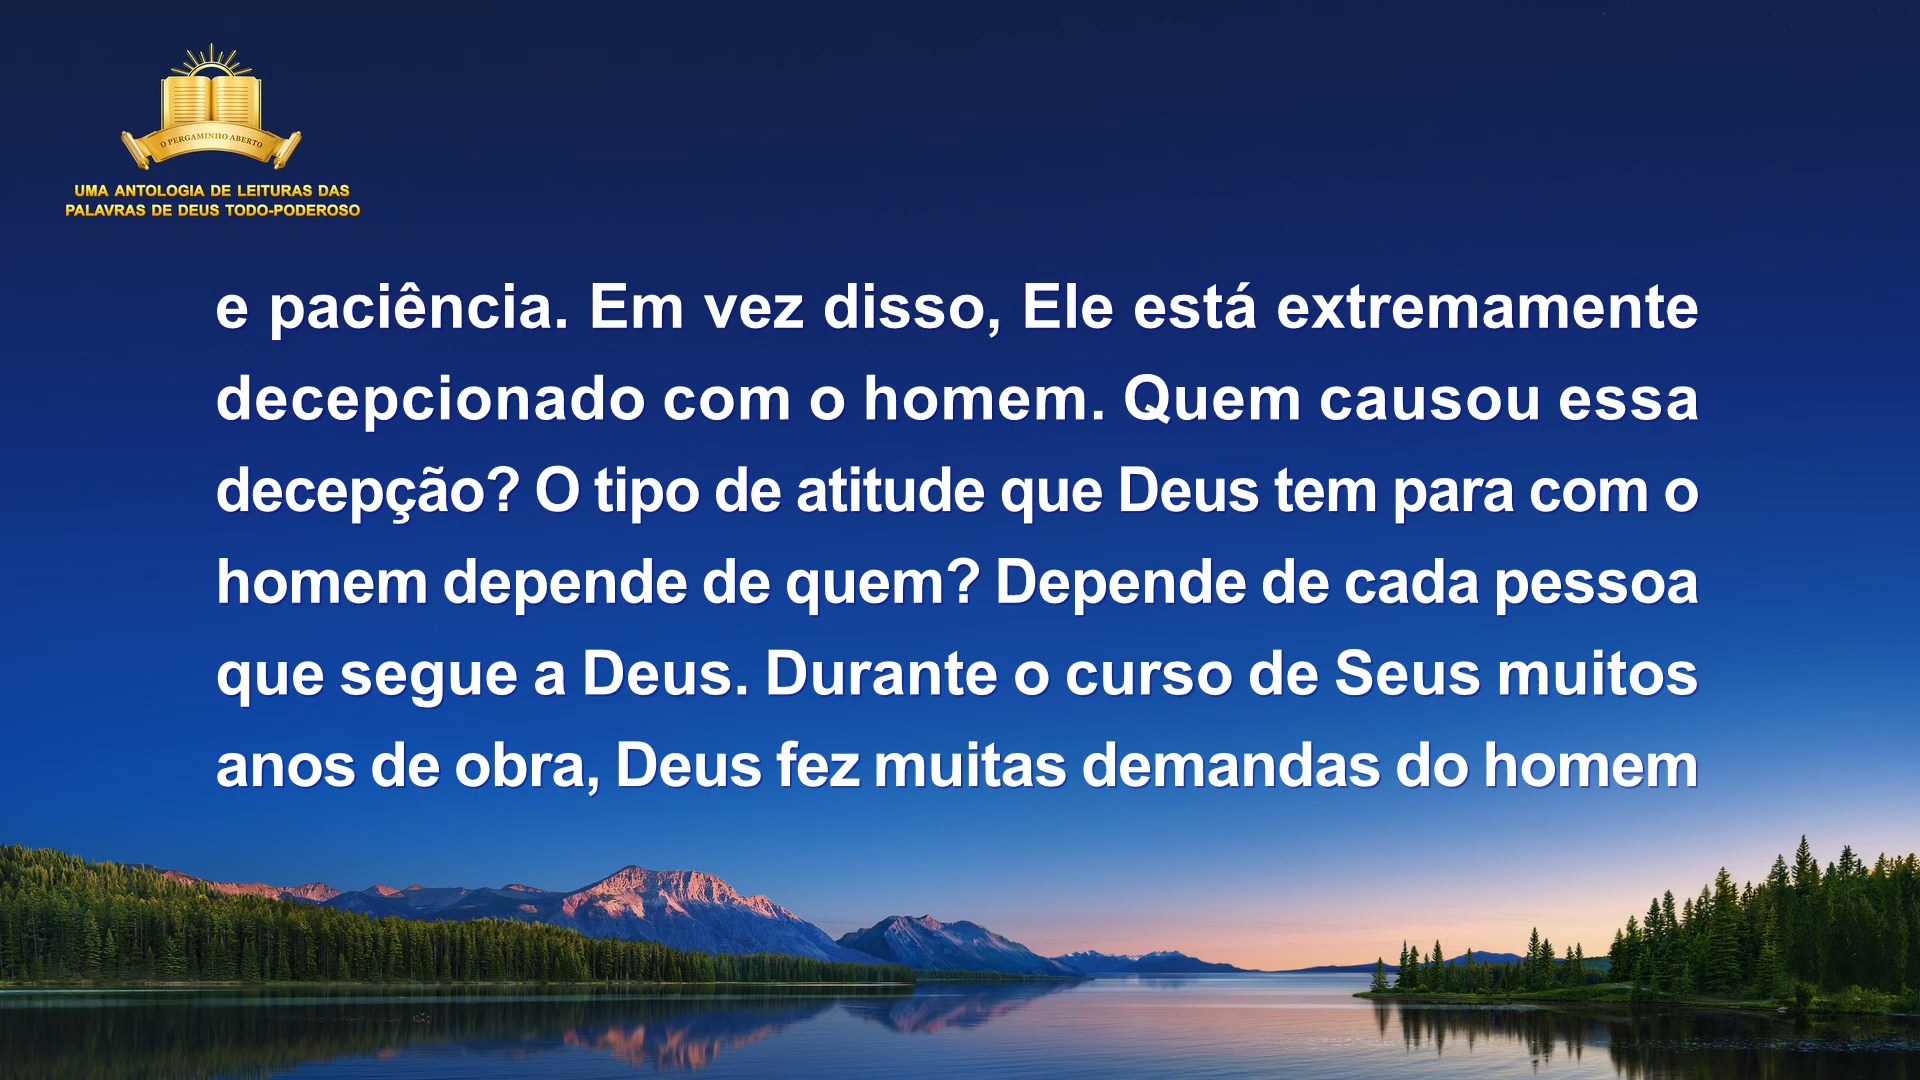 O PERGAMINHO ABERTO
UMA ANTOLOGIA DE LEITURAS DAS
PALAVRAS DE DEUS TODO-PODEROSO
e paciência. Em vez disso, Ele está extremamente
decepcionado com o homem. Quem causou essa
decepção? O tipo de atitude que Deus tem para com o
homem depende de quem? Depende de cada pessoa
que segue a Deus. Durante o curso de Seus muitos
anos de obra, Deus fez muitas demandas do homem